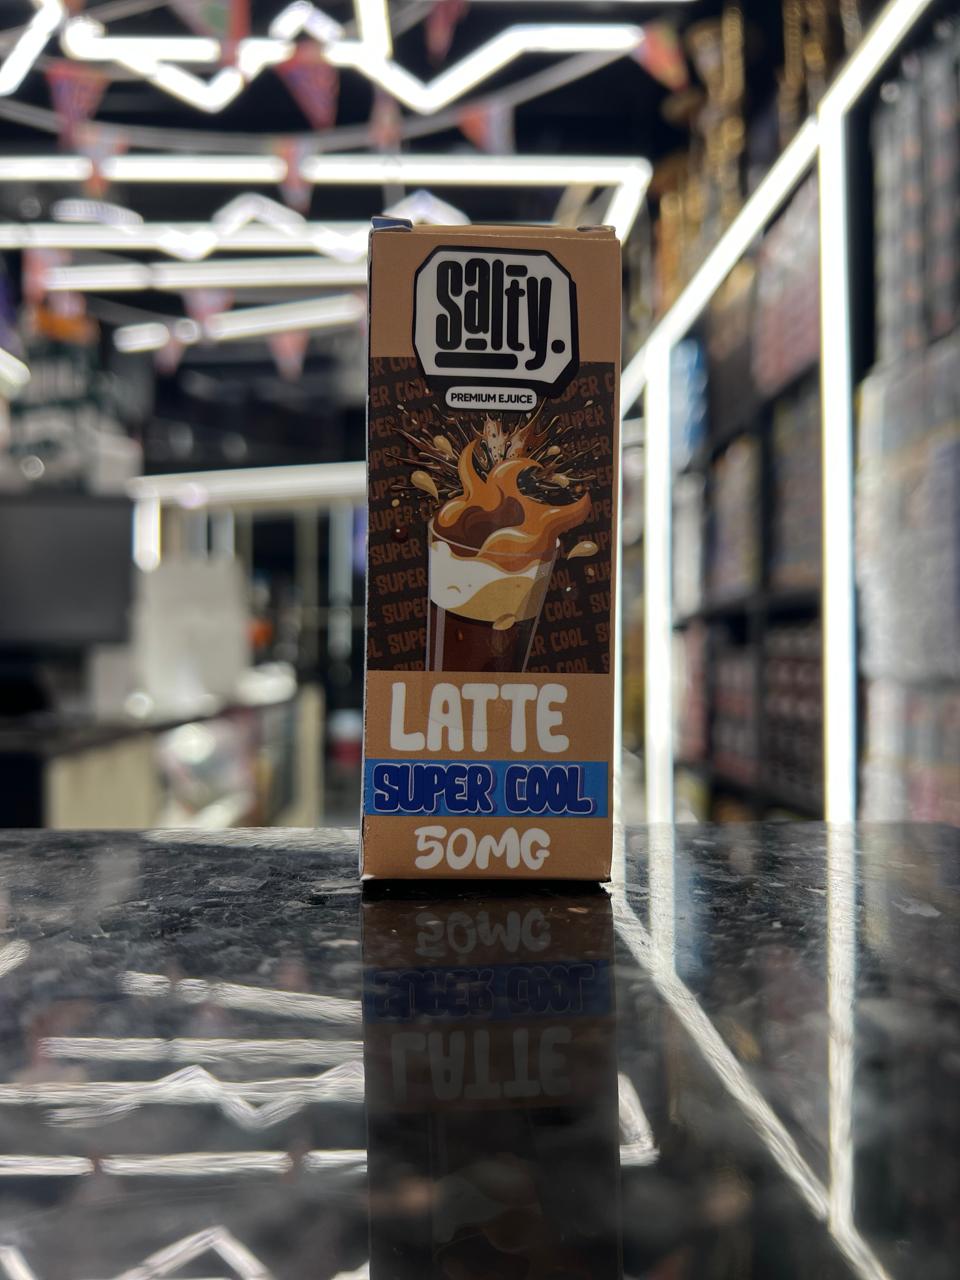 Salty.
PREMIUM EJUICE
LATTE
SUPER COOL
50MG